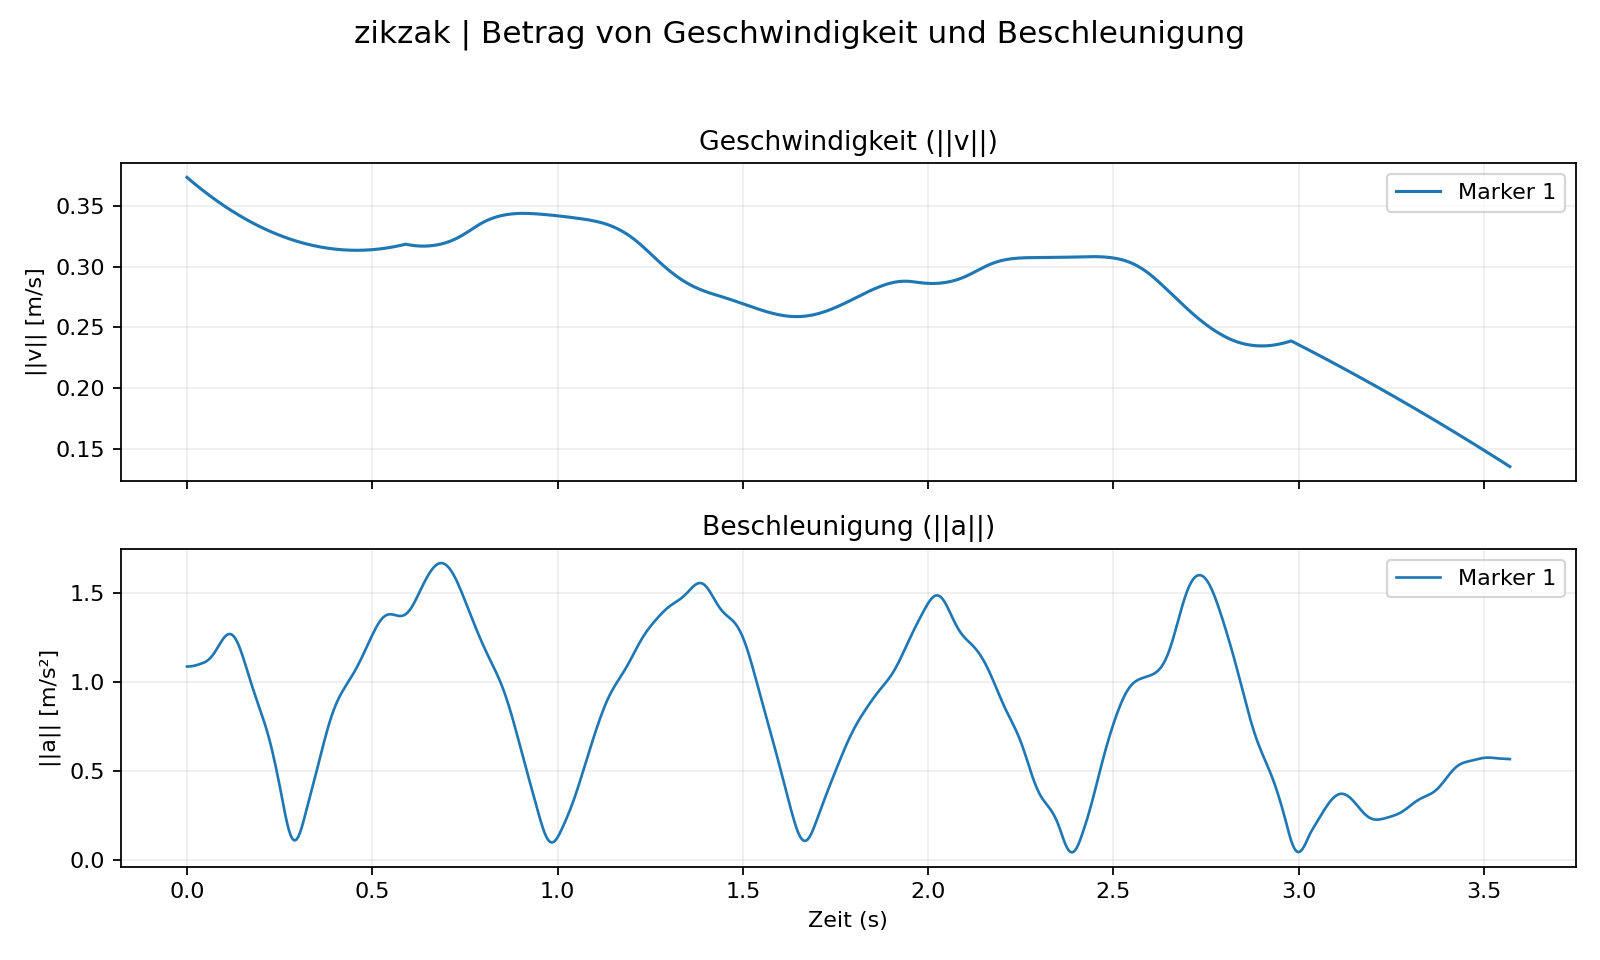 zikzak | Betrag von Geschwindigkeit und Beschleunigung
Geschwindigkeit (||v||)
||v|| [m/s]
0.35
0.30
0.25
0.20
0.15
Marker 1
Beschleunigung (||a||)
||a|| [m/s²]
1.5
1.0
0.5
0.0
Marker 1
0.0 0.5 1.0 1.5 2.0 2.5 3.0 3.5
Zeit (s)